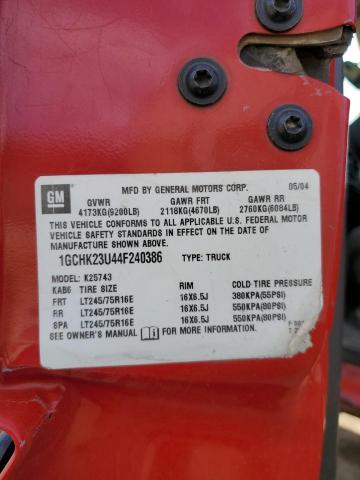 GM
MFD BY GENERAL MOTORS CORP. 05/04
GVWR GAWR FRT GAWR RR
4173KG(9200LB) 2118KG(4670LB) 2760KG(6084LB)
THIS VEHICLE CONFORMS TO ALL APPLICABLE U.S. FEDERAL MOTOR
VEHICLE SAFETY STANDARDS IN EFFECT ON THE DATE OF
MANUFACTURE SHOWN ABOVE.
1GCHK23U44F240386 TYPE: TRUCK
MODEL: K25743
KAB6 TIRE SIZE RIM COLD TIRE PRESSURE
FRT LT245/75R16E 16X6.5J 380KPA(55PSI)
RR LT245/75R16E 16X6.5J 550KPA(80PSI)
SPA LT245/75R16E 16X6.5J 550KPA(80PSI)
SEE OWNER'S MANUAL FOR MORE INFORMATION.